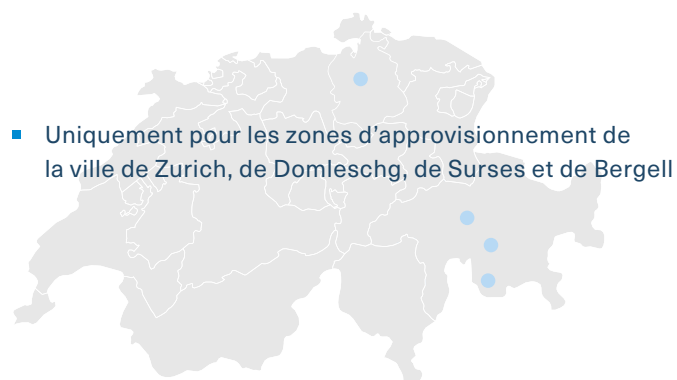 Uniquement pour les zones d’approvisionnement de
la ville de Zurich, de Domleschg, de Surses et de Bergell